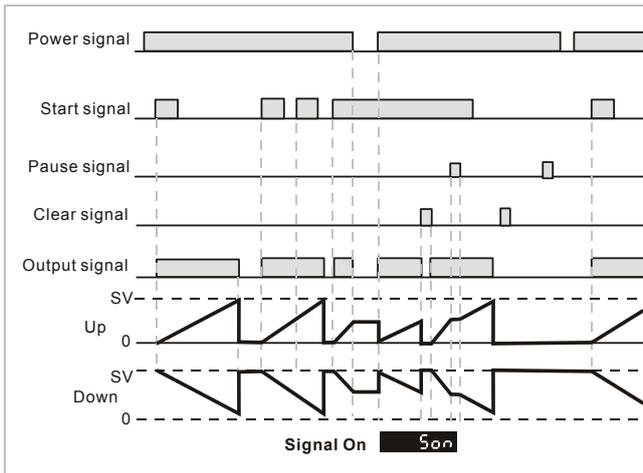 Power signal
Start signal
Pause signal
Clear signal
Output signal
SV
Up
0
SV
Down
0
Signal On
Son